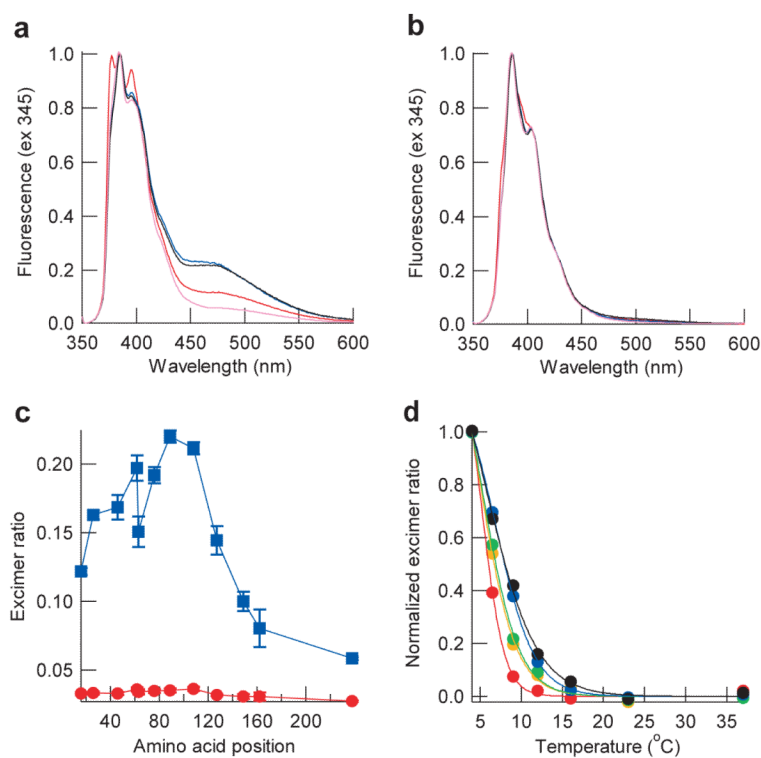 a
1.0
0.8
0.6
0.4
0.2
0.0
Fluorescence (ex 345)
350 400 450 500 550 600
Wavelength (nm)
b
1.0
0.8
0.6
0.4
0.2
0.0
Fluorescence (ex 345)
350 400 450 500 550 600
Wavelength (nm)
c
0.20
0.15
0.10
0.05
Excimer ratio
40 80 120 160 200
Amino acid position
d
1.0
0.8
0.6
0.4
0.2
0.0
Normalized excimer ratio
5 10 15 20 25 30 35
Temperature (°C)